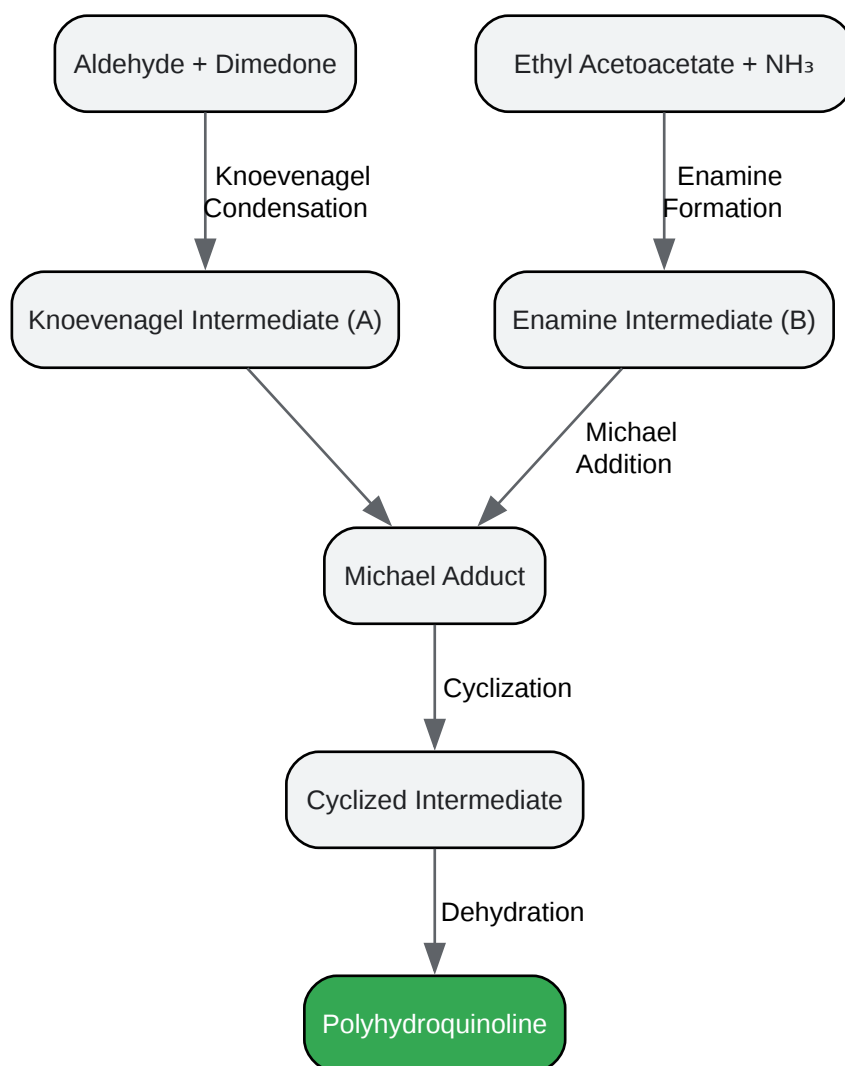 Aldehyde + Dimedone
Ethyl Acetoacetate + NH₃
Knoevenagel
Condensation
Enamine
Formation
Knoevenagel Intermediate (A)
Enamine Intermediate (B)
Michael
Addition
Michael Adduct
Cyclization
Cyclized Intermediate
Dehydration
Polyhydroquinoline